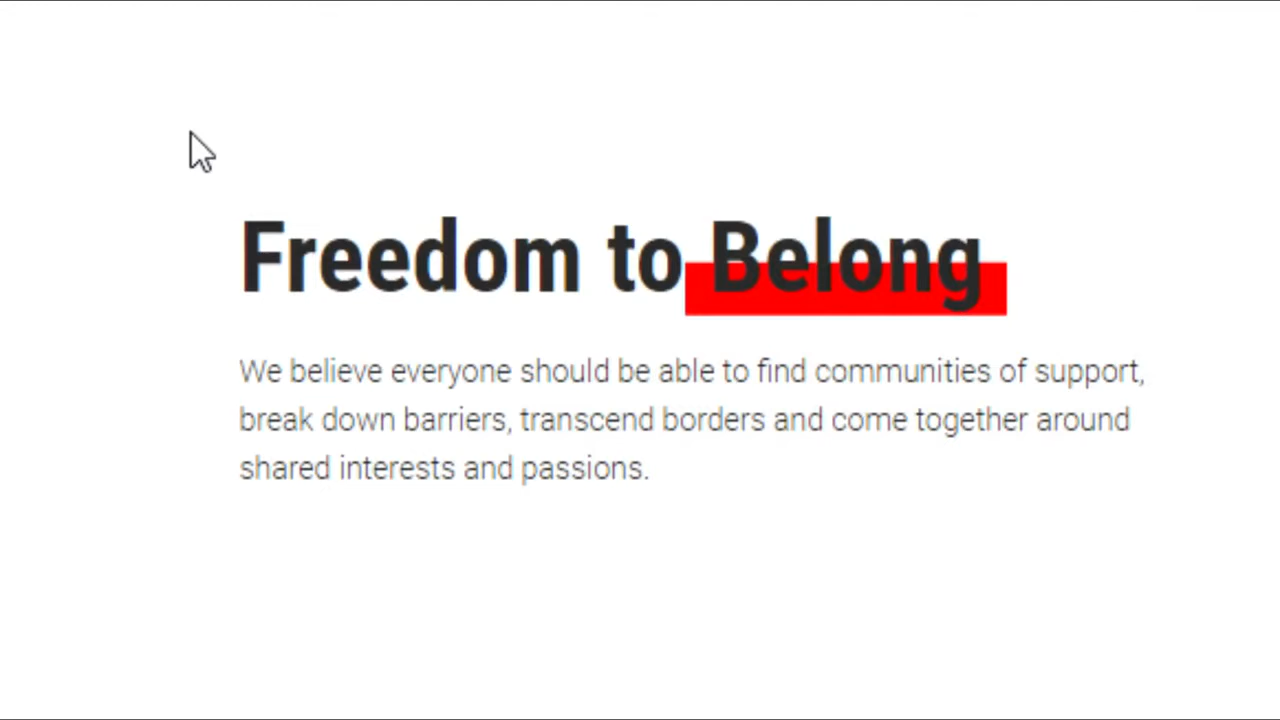 Freedom to Belong
We believe everyone should be able to find communities of support,
break down barriers, transcend borders and come together around
shared interests and passions.